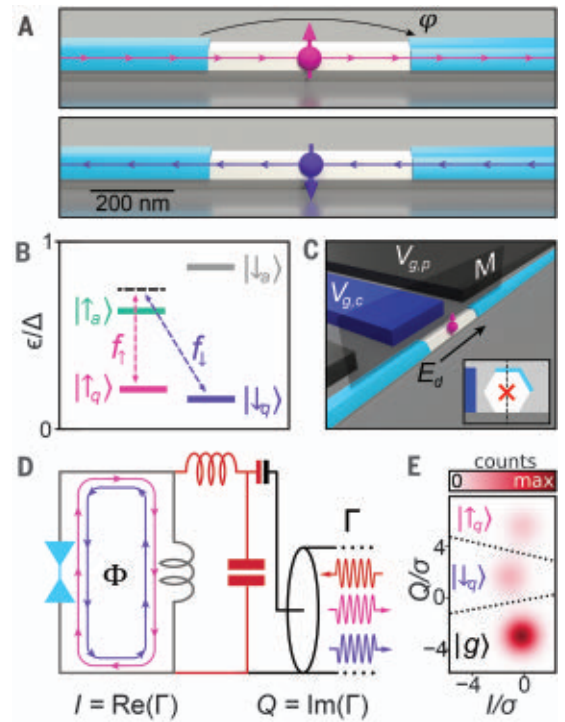 A
φ
200 nm
B
ϵ/Δ
1
0
|↓a⟩
|↑a⟩
f↑
f↓
|↑q⟩
|↓q⟩
C
Vg,p
M
Vg,c
Ed
D
Φ
Γ
I = Re(Γ)
Q = Im(Γ)
E
counts
0 max
|↑q⟩
|↓q⟩
|g⟩
Q/σ
4
0
−4
−4 0
I/σ